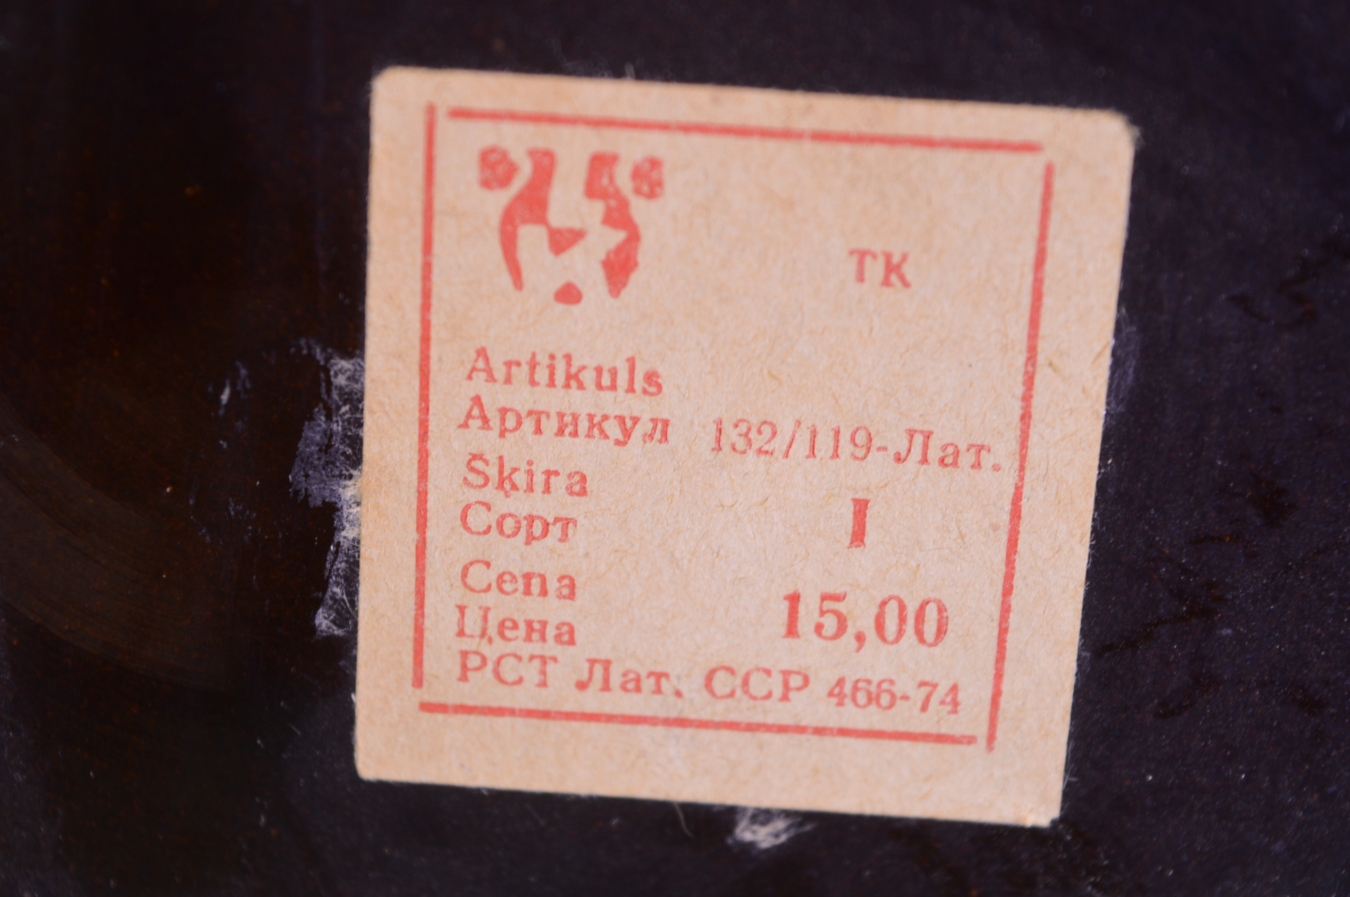 ТК
Artikuls
Артикул 132/119-Лат.
Šķira
Сорт I
Cena
Цена 15,00
РСТ Лат. ССР 466-74